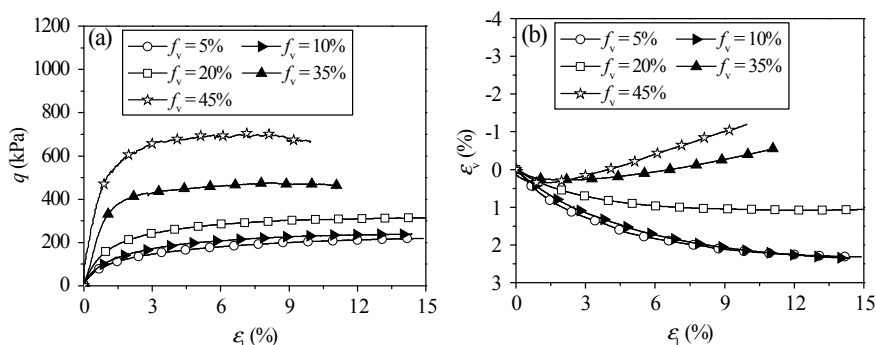 (a)
f_v = 5% f_v = 10%
f_v = 20% f_v = 35%
f_v = 45%
1200
1000
800
600
400
200
0
q (kPa)
0 3 6 9 12 15
ε_1 (%)
(b)
f_v = 5% f_v = 10%
f_v = 20% f_v = 35%
f_v = 45%
-4
-3
-2
-1
0
1
2
3
ε_v (%)
0 3 6 9 12 15
ε_1 (%)